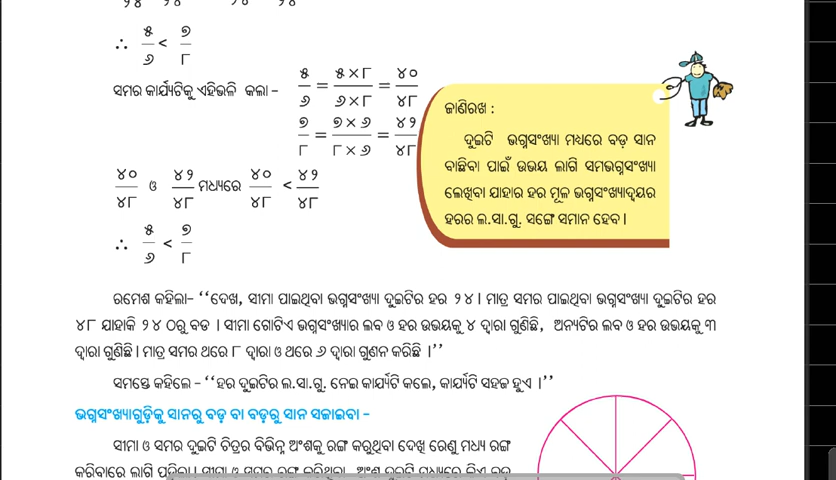 ∴ ୫/୬ < ୭/୮
ସମର କାର୍ଯ୍ୟଟିକୁ ଏହିଭଳି କଲା – ୫/୬ = ୫ × ୮/୬ × ୮ = ୪୦/୪୮
୭/୮ = ୭ × ୬/୮ × ୬ = ୪୨/୪୮
୪୦/୪୮ ଓ ୪୨/୪୮ ମଧ୍ୟରେ ୪୦/୪୮ < ୪୨/୪୮
∴ ୫/୬ < ୭/୮
ଜାଣିରଖ :
ଦୁଇଟି ଭଗ୍ନସଂଖ୍ୟା ମଧ୍ୟରେ ବଡ଼ ସାନ
ବାଛିବା ପାଇଁ ଉଭୟ ଲାଗି ସମଭଗ୍ନସଂଖ୍ୟା
ଲେଖିବା ଯାହାର ହର ମୂଳ ଭଗ୍ନସଂଖ୍ୟାଦ୍ୱୟର
ହରର ଲ.ସା.ଗୁ. ସଙ୍ଗେ ସମାନ ହେବ।
ରମେଶ କହିଲା– ‘‘ଦେଖ, ସୀମା ପାଇଥିବା ଭଗ୍ନସଂଖ୍ୟା ଦୁଇଟିର ହର ୨୪। ମାତ୍ର ସମର ପାଇଥିବା ଭଗ୍ନସଂଖ୍ୟା ଦୁଇଟିର ହର
୪୮ ଯାହାକି ୨୪ ଠାରୁ ବଡ । ସୀମା ଗୋଟିଏ ଭଗ୍ନସଂଖ୍ୟାର ଲବ ଓ ହର ଉଭୟକୁ ୪ ଦ୍ୱାରା ଗୁଣିଛି, ଅନ୍ୟଟିର ଲବ ଓ ହର ଉଭୟକୁ ୩
ଦ୍ୱାରା ଗୁଣିଛି। ମାତ୍ର ସମର ଥରେ ୮ ଦ୍ୱାରା ଓ ଥରେ ୬ ଦ୍ୱାରା ଗୁଣନ କରିଛି ।’’
ସମସ୍ତେ କହିଲେ – ‘‘ହର ଦୁଇଟିର ଲ.ସା.ଗୁ. ନେଇ କାର୍ଯ୍ୟଟି କଲେ, କାର୍ଯ୍ୟଟି ସହଜ ହୁଏ ।’’
ଭଗ୍ନସଂଖ୍ୟାଗୁଡ଼ିକୁ ସାନରୁ ବଡ଼ ବା ବଡ଼ରୁ ସାନ ସଜାଇବା –
ସୀମା ଓ ସମର ଦୁଇଟି ଚିତ୍ରର ବିଭିନ୍ନ ଅଂଶକୁ ରଙ୍ଗ କରୁଥିବା ଦେଖି ରେଣୁ ମଧ୍ୟ ରଙ୍ଗ